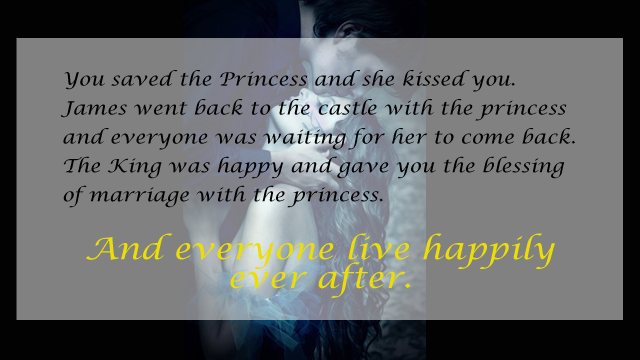 You saved the Princess and she kissed you.
James went back to the castle with the princess
and everyone was waiting for her to come back.
The King was happy and gave you the blessing
of marriage with the princess.
And everyone live happily
ever after.